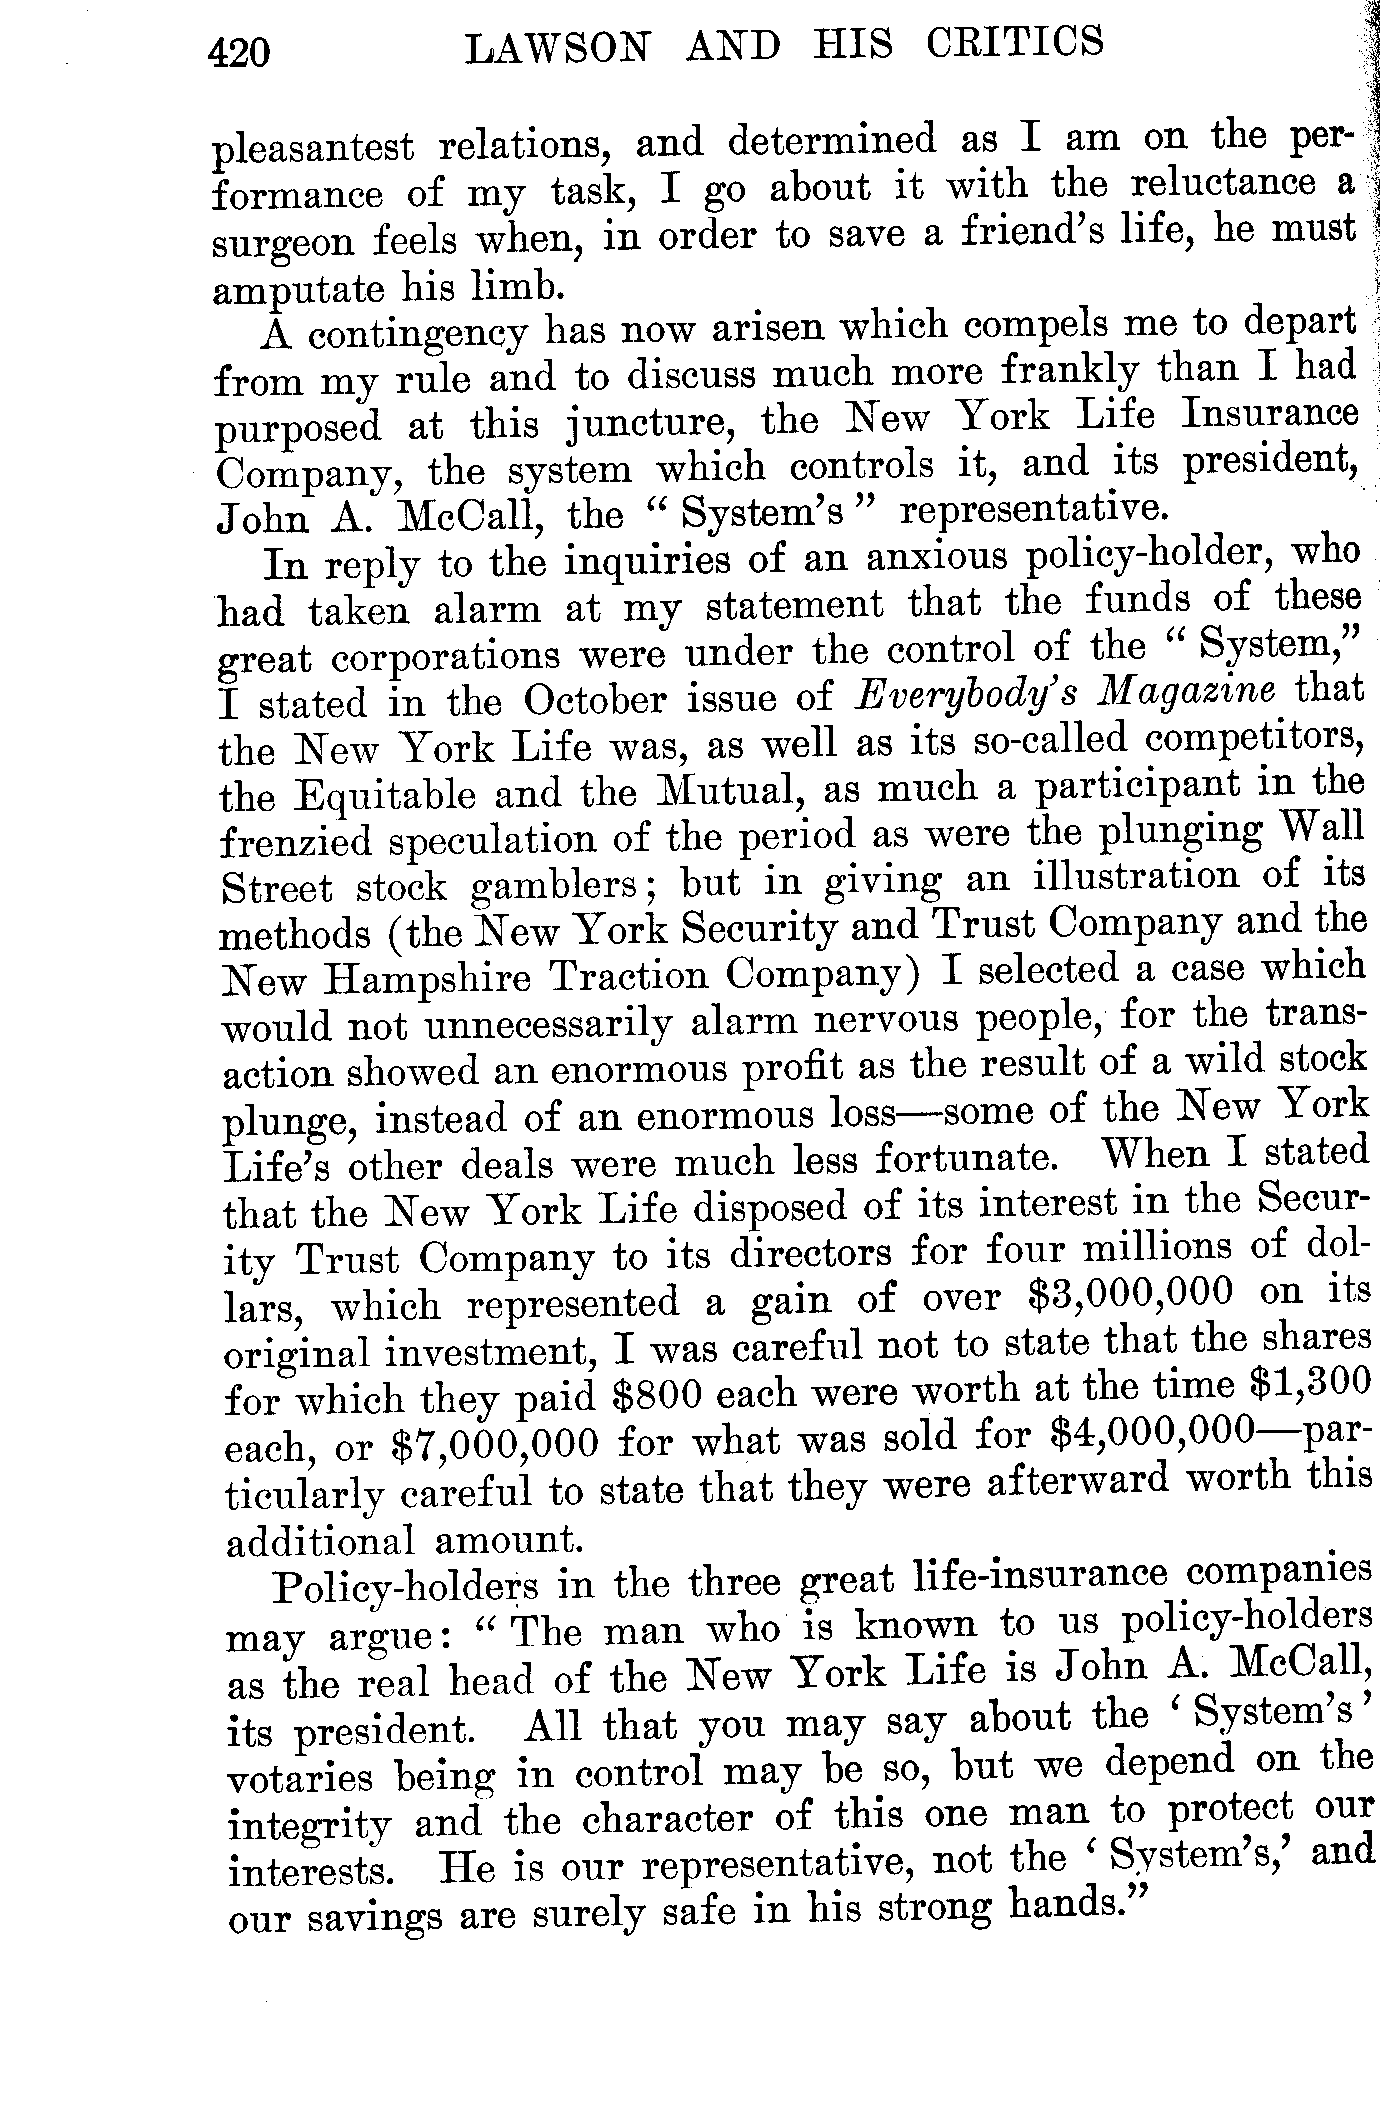 420 LAWSON AND HIS CRITICS
pleasantest relations, and determined as I am on the per-
formance of my task, I go about it with the reluctance a
surgeon feels when, in order to save a friend's life, he must
amputate his limb.
A contingency has now arisen which compels me to depart
from my rule and to discuss much more frankly than I had
purposed at this juncture, the New York Life Insurance
Company, the system which controls it, and its president,
John A. McCall, the “ System's ” representative.
In reply to the inquiries of an anxious policy-holder, who
had taken alarm at my statement that the funds of these
great corporations were under the control of the “ System,”
I stated in the October issue of Everybody's Magazine that
the New York Life was, as well as its so-called competitors,
the Equitable and the Mutual, as much a participant in the
frenzied speculation of the period as were the plunging Wall
Street stock gamblers; but in giving an illustration of its
methods (the New York Security and Trust Company and the
New Hampshire Traction Company) I selected a case which
would not unnecessarily alarm nervous people, for the trans-
action showed an enormous profit as the result of a wild stock
plunge, instead of an enormous loss—some of the New York
Life's other deals were much less fortunate. When I stated
that the New York Life disposed of its interest in the Secur-
ity Trust Company to its directors for four millions of dol-
lars, which represented a gain of over $3,000,000 on its
original investment, I was careful not to state that the shares
for which they paid $800 each were worth at the time $1,300
each, or $7,000,000 for what was sold for $4,000,000—par-
ticularly careful to state that they were afterward worth this
additional amount.
Policy-holders in the three great life-insurance companies
may argue: “ The man who is known to us policy-holders
as the real head of the New York Life is John A. McCall,
its president. All that you may say about the ‘ System's ’
votaries being in control may be so, but we depend on the
integrity and the character of this one man to protect our
interests. He is our representative, not the ‘ System's,’ and
our savings are surely safe in his strong hands.”